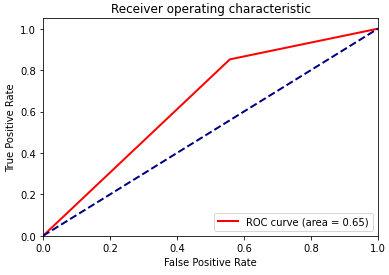 Receiver operating characteristic
True Positive Rate
1.0
0.8
0.6
0.4
0.2
0.0
ROC curve (area = 0.65)
0.0 0.2 0.4 0.6 0.8 1.0
False Positive Rate